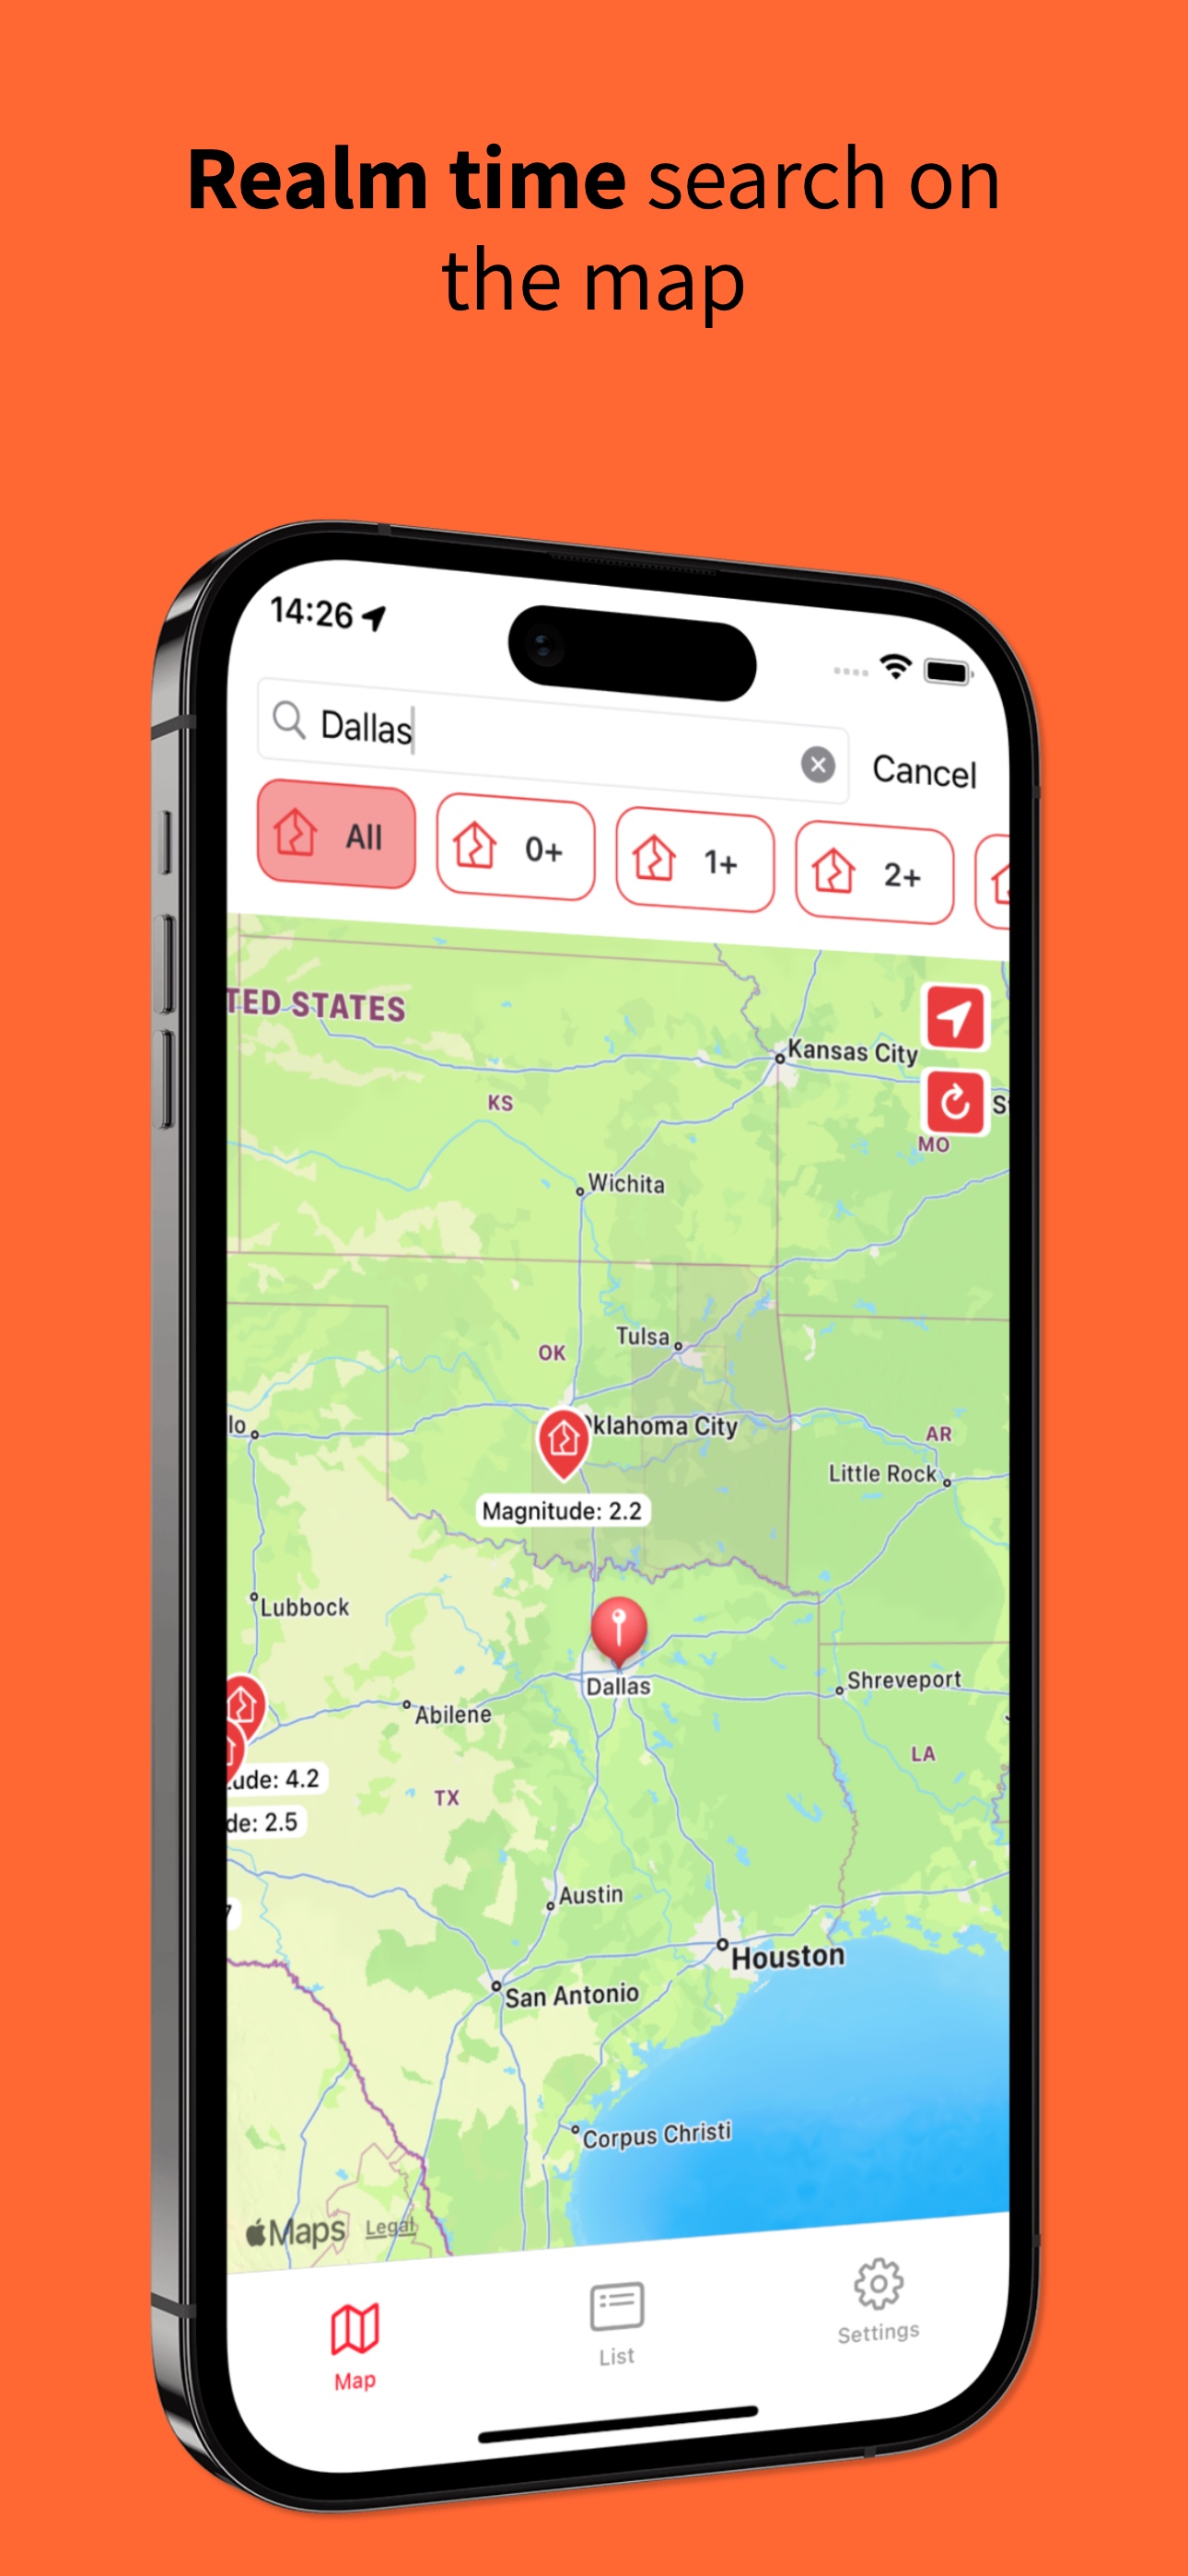 Realm time search on
the map
14:26
Dallas
Cancel
All
0+
1+
2+
TED STATES
Kansas City
KS
MO
Wichita
Tulsa
OK
klahoma City
AR
Little Rock
Magnitude: 2.2
Lubbock
Dallas
Shreveport
Abilene
LA
ude: 4.2
TX
de: 2.5
Austin
Houston
San Antonio
Corpus Christi
Maps Legal
Map
List
Settings